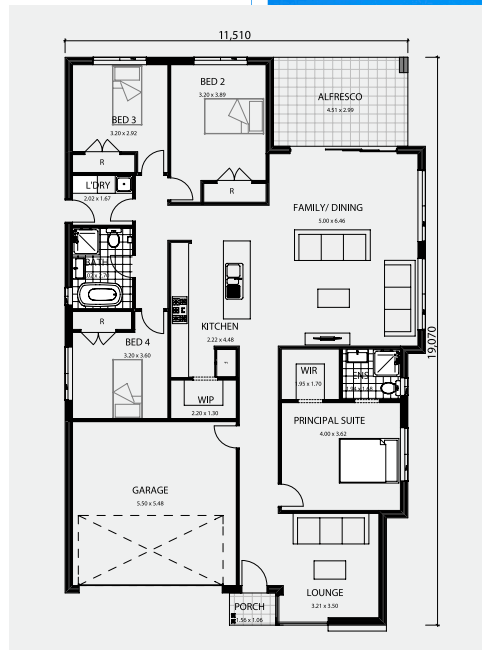 11,510
BED 2
3.20 x 3.89
BED 3
3.20 x 2.92
ALFRESCO
4.51 x 2.99
R
L'DRY
2.02 x 1.67
R
FAMILY/ DINING
5.00 x 6.46
BATH
R
KITCHEN
2.22 x 4.48
BED 4
3.20 x 3.60
19,070
WIR
1.95 x 1.70
ENS
WIP
2.20 x 1.30
PRINCIPAL SUITE
4.00 x 3.62
GARAGE
5.50 x 5.48
LOUNGE
3.21 x 3.50
PORCH
1.56 x 1.06